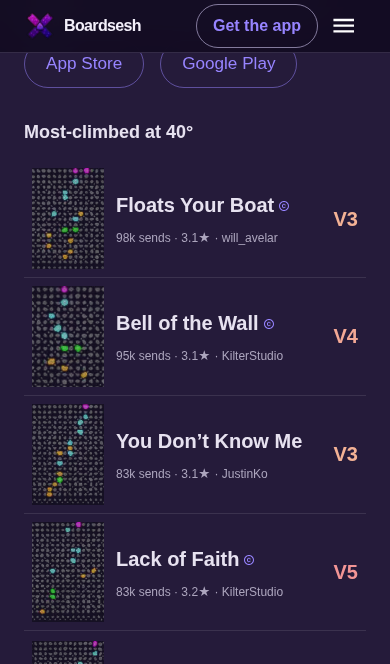 Boardsesh
Get the app
App Store
Google Play
Most-climbed at 40°
Floats Your Boat ©
V3
98k sends · 3.1★ · will_avelar
Bell of the Wall ©
V4
95k sends · 3.1★ · KilterStudio
You Don’t Know Me
V3
83k sends · 3.1★ · JustinKo
Lack of Faith ©
V5
83k sends · 3.2★ · KilterStudio